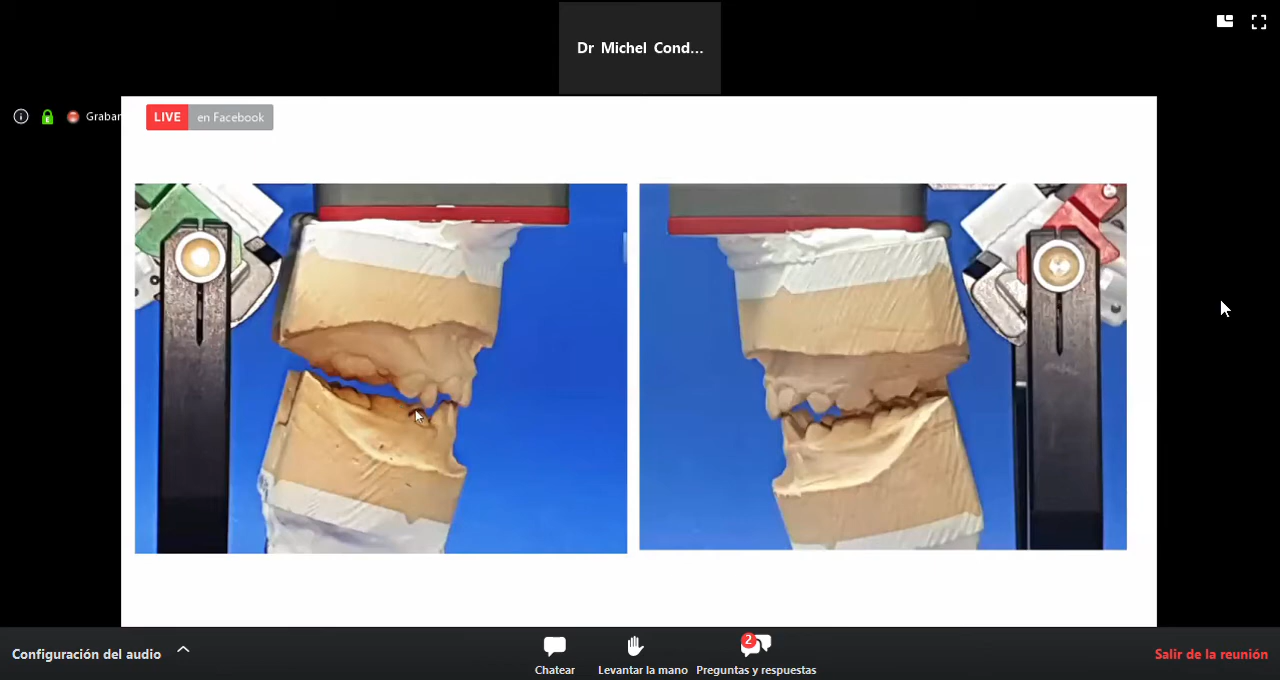 Dr Michel Cond...
Grabar
LIVE en Facebook
Configuración del audio
Chatear
Levantar la mano
2
Preguntas y respuestas
Salir de la reunión